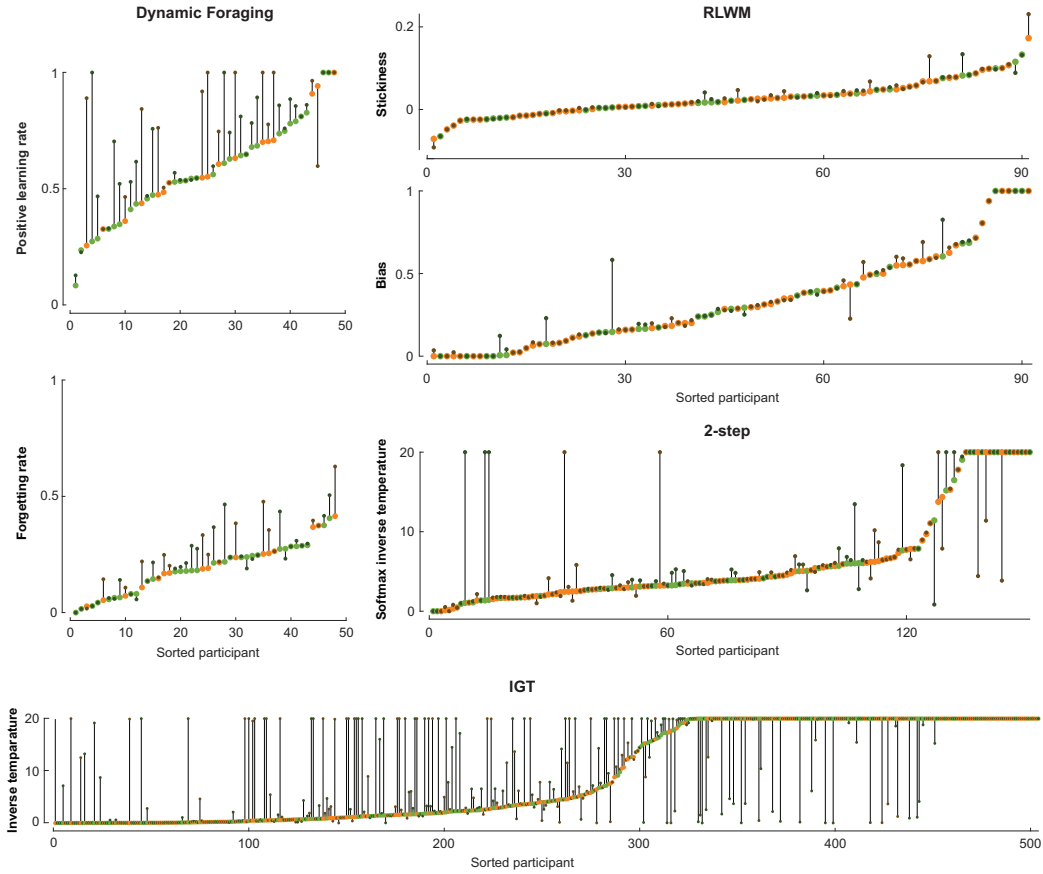 Dynamic Foraging
RLWM
Positive learning rate
1
0.5
0
0 10 20 30 40 50
Stickiness
0.2
0
0 30 60 90
Bias
1
0.5
0
0 30 60 90
Sorted participant
Forgetting rate
1
0.5
0
0 10 20 30 40 50
Sorted participant
2-step
Softmax inverse temperature
20
10
0
0 60 120
Sorted participant
IGT
Inverse temparature
20
10
0
0 100 200 300 400 500
Sorted participant